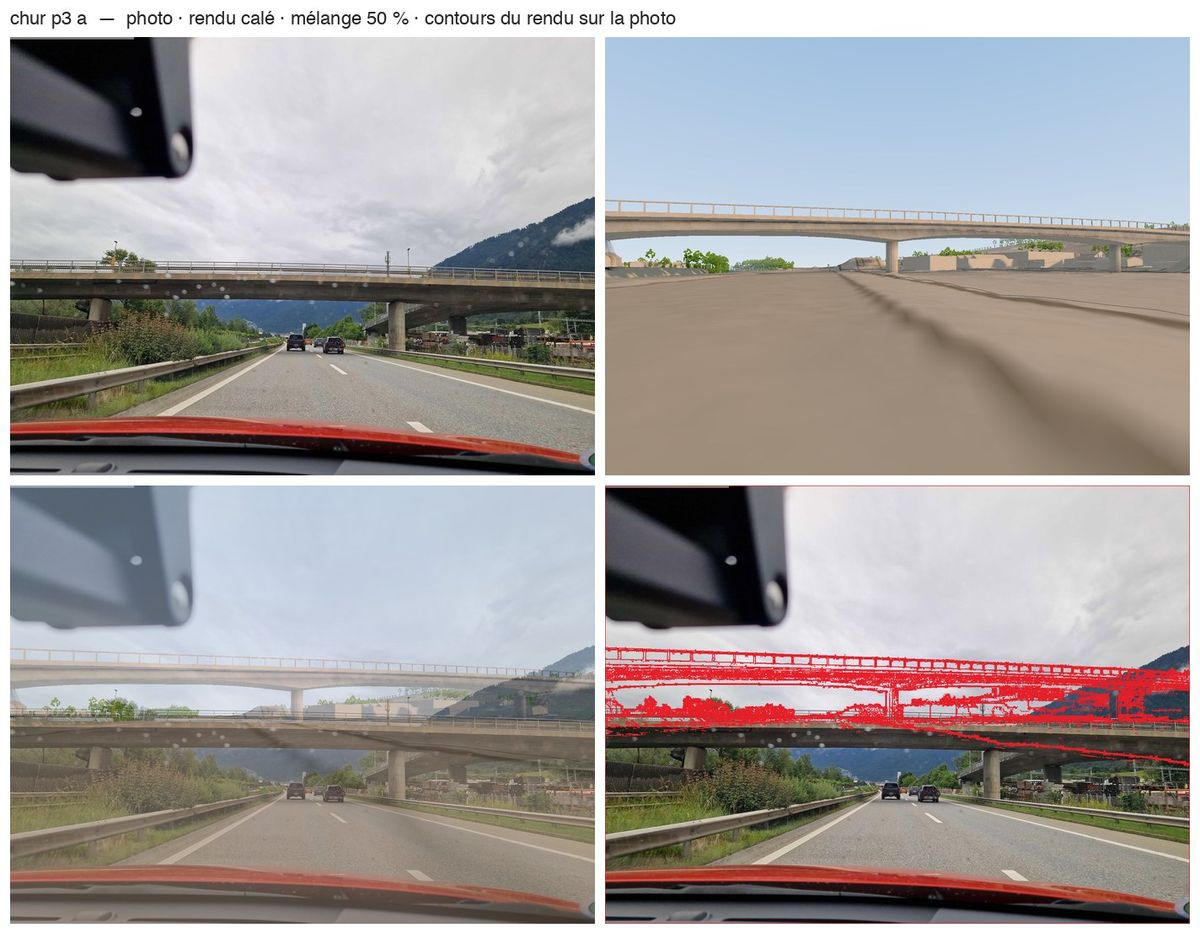 chur p3 a — photo · rendu calé · mélange 50 % · contours du rendu sur la photo